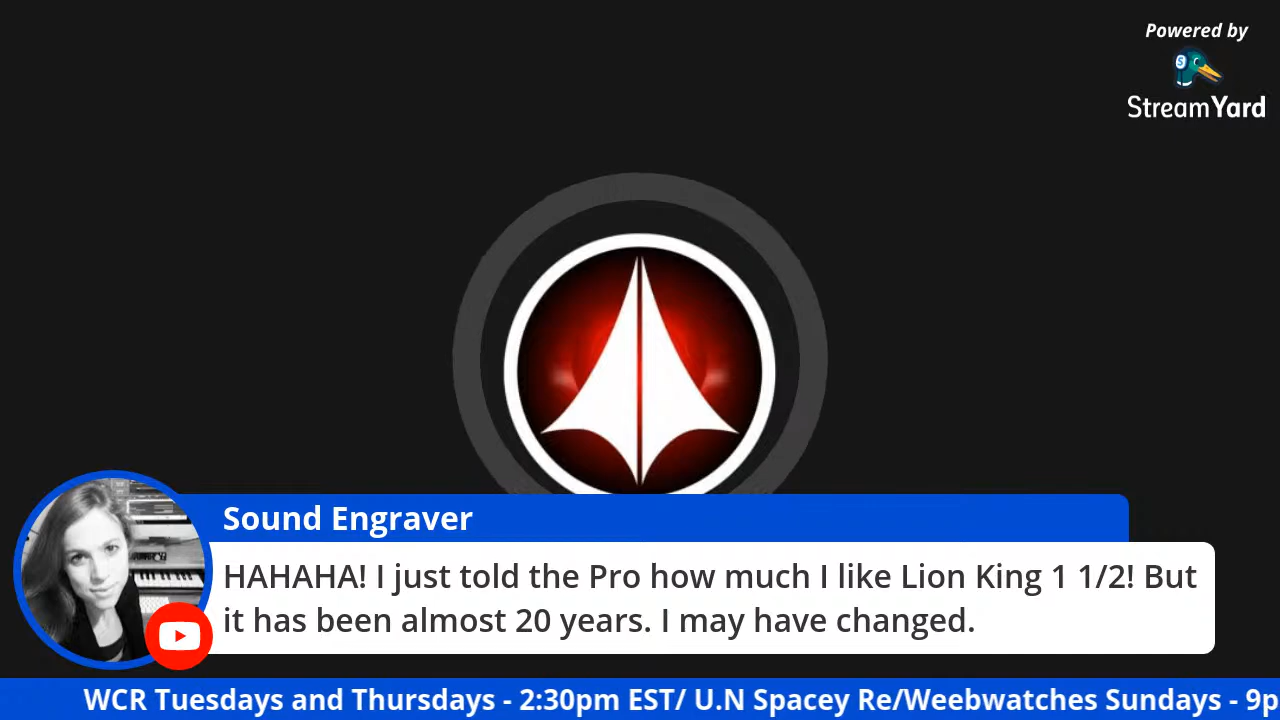 Powered by
StreamYard
Sound Engraver
HAHAHA! I just told the Pro how much I like Lion King 1 1/2! But
it has been almost 20 years. I may have changed.
WCR Tuesdays and Thursdays - 2:30pm EST/ U.N Spacey Re/Weebwatches Sundays - 9p